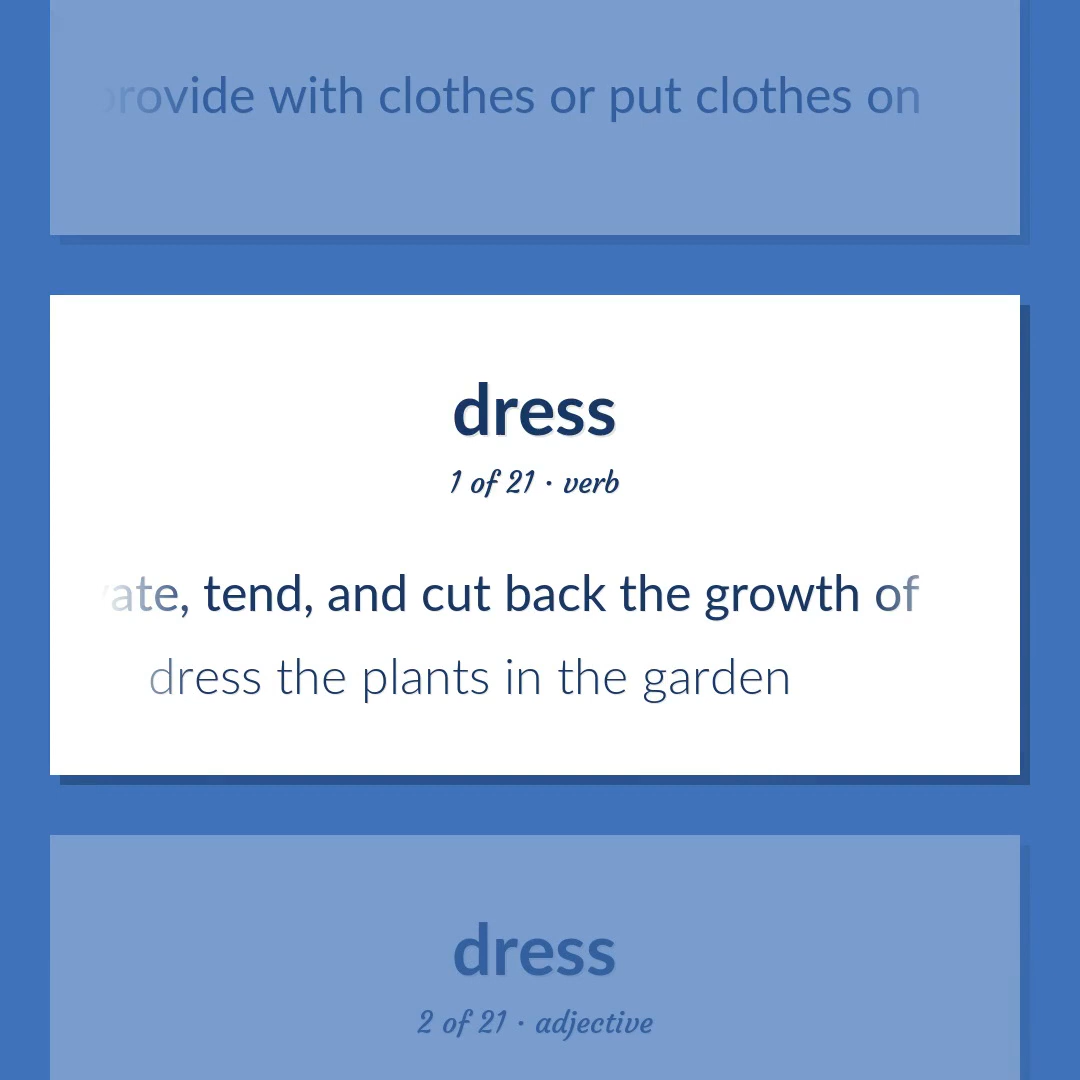 provide with clothes or put clothes on
dress
1 of 21 · verb
tend, and cut back the growth of
dress the plants in the garden
dress
2 of 21 · adjective